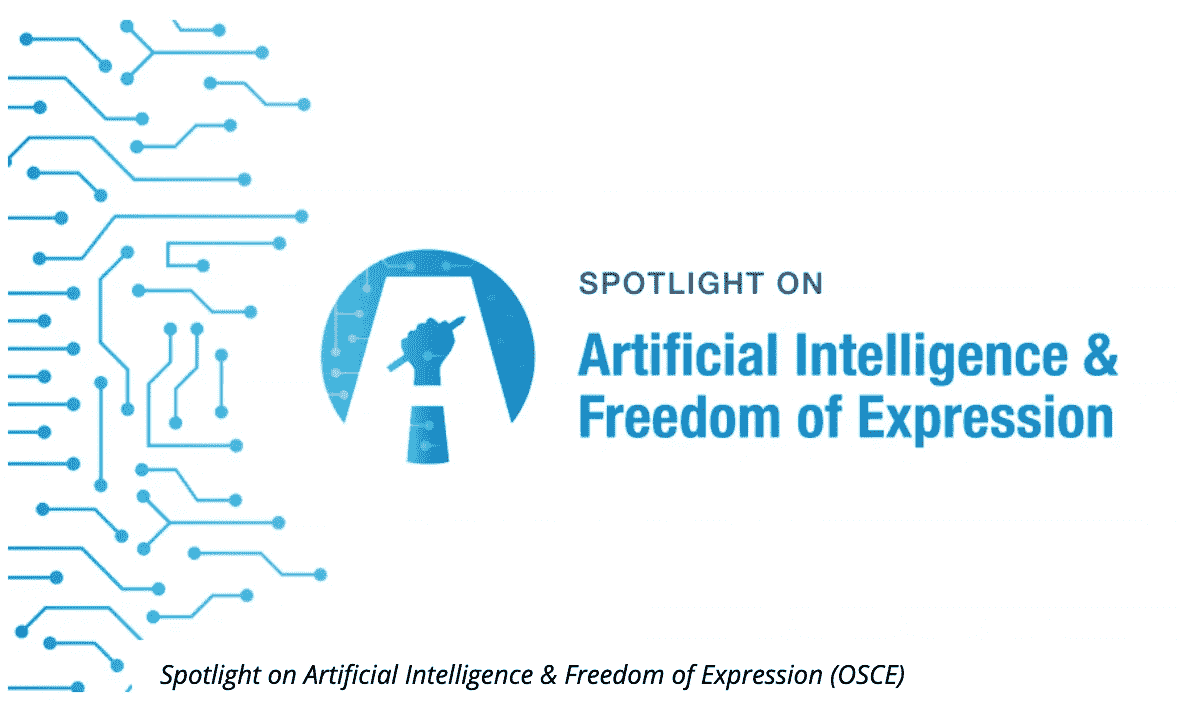 SPOTLIGHT ON
Artificial Intelligence &
Freedom of Expression
Spotlight on Artificial Intelligence & Freedom of Expression (OSCE)